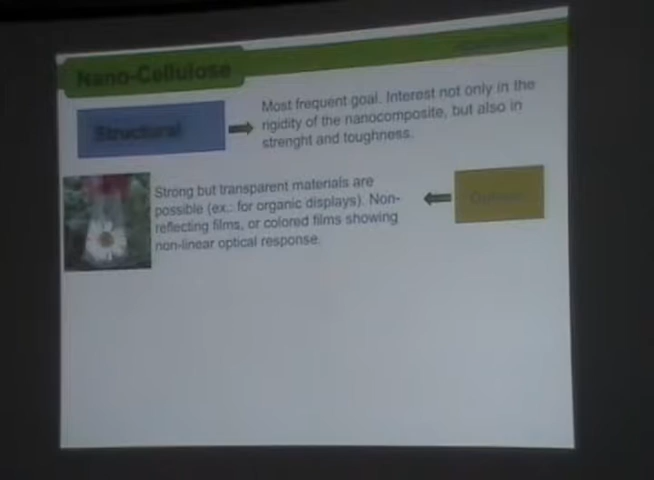 Nano-Cellulose
Structural
Most frequent goal. Interest not only in the
rigidity of the nanocomposite, but also in
strenght and toughness.
Strong but transparent materials are
possible (ex.: for organic displays). Non-
reflecting films, or colored films showing
non-linear optical response.